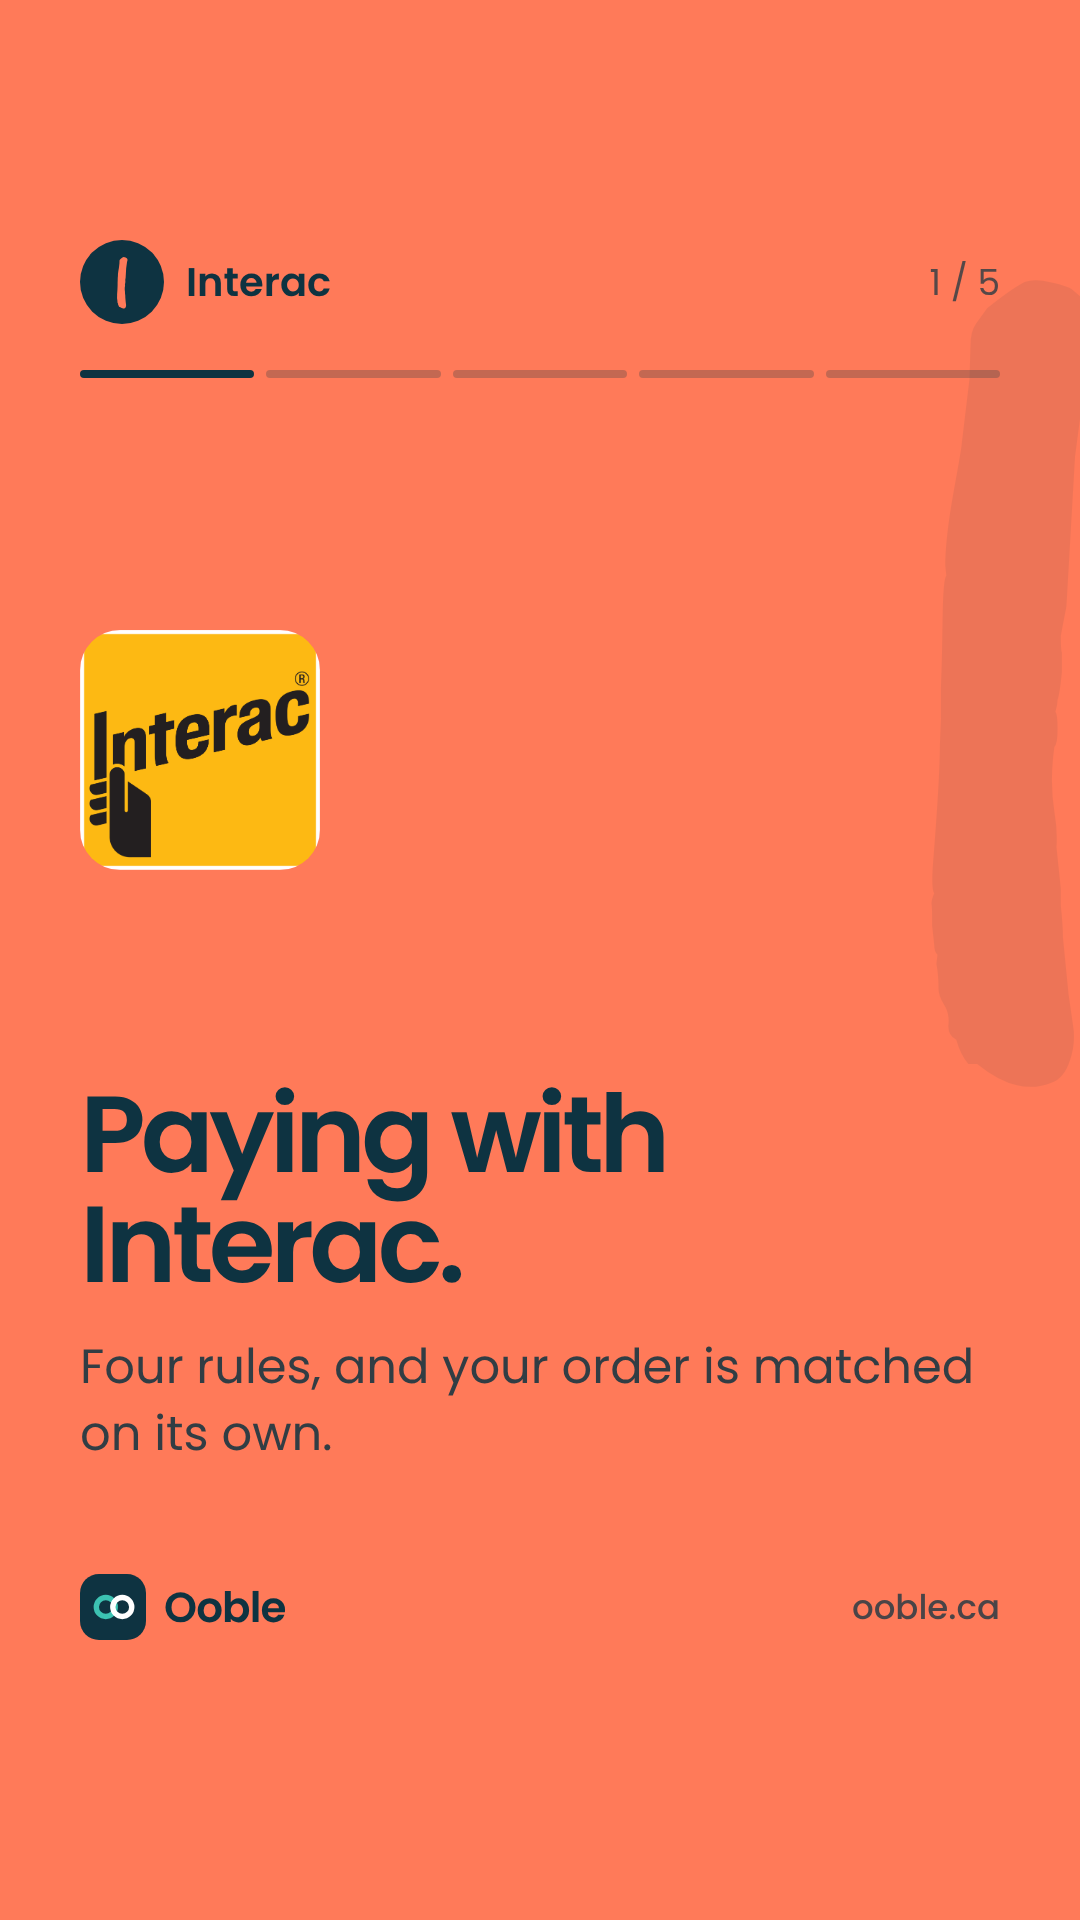 Interac
1 / 5
Interac®
Paying with
Interac.
Four rules, and your order is matched
on its own.
Ooble
ooble.ca